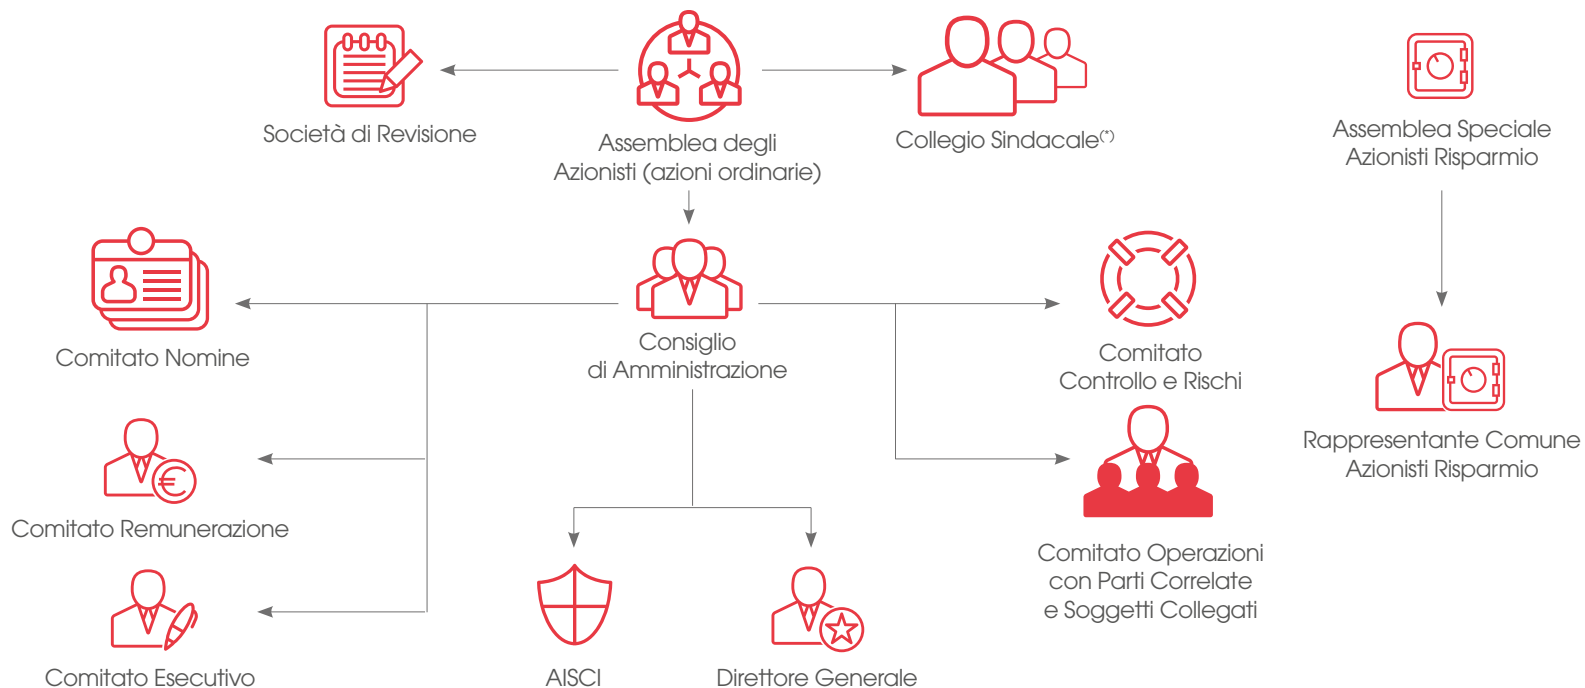 Società di Revisione
Assemblea degli
Azionisti (azioni ordinarie)
Collegio Sindacale(*)
Assemblea Speciale
Azionisti Risparmio
Comitato Nomine
Consiglio
di Amministrazione
Comitato
Controllo e Rischi
Rappresentante Comune
Azionisti Risparmio
Comitato Remunerazione
Comitato Operazioni
con Parti Correlate
e Soggetti Collegati
Comitato Esecutivo
AISCI
Direttore Generale